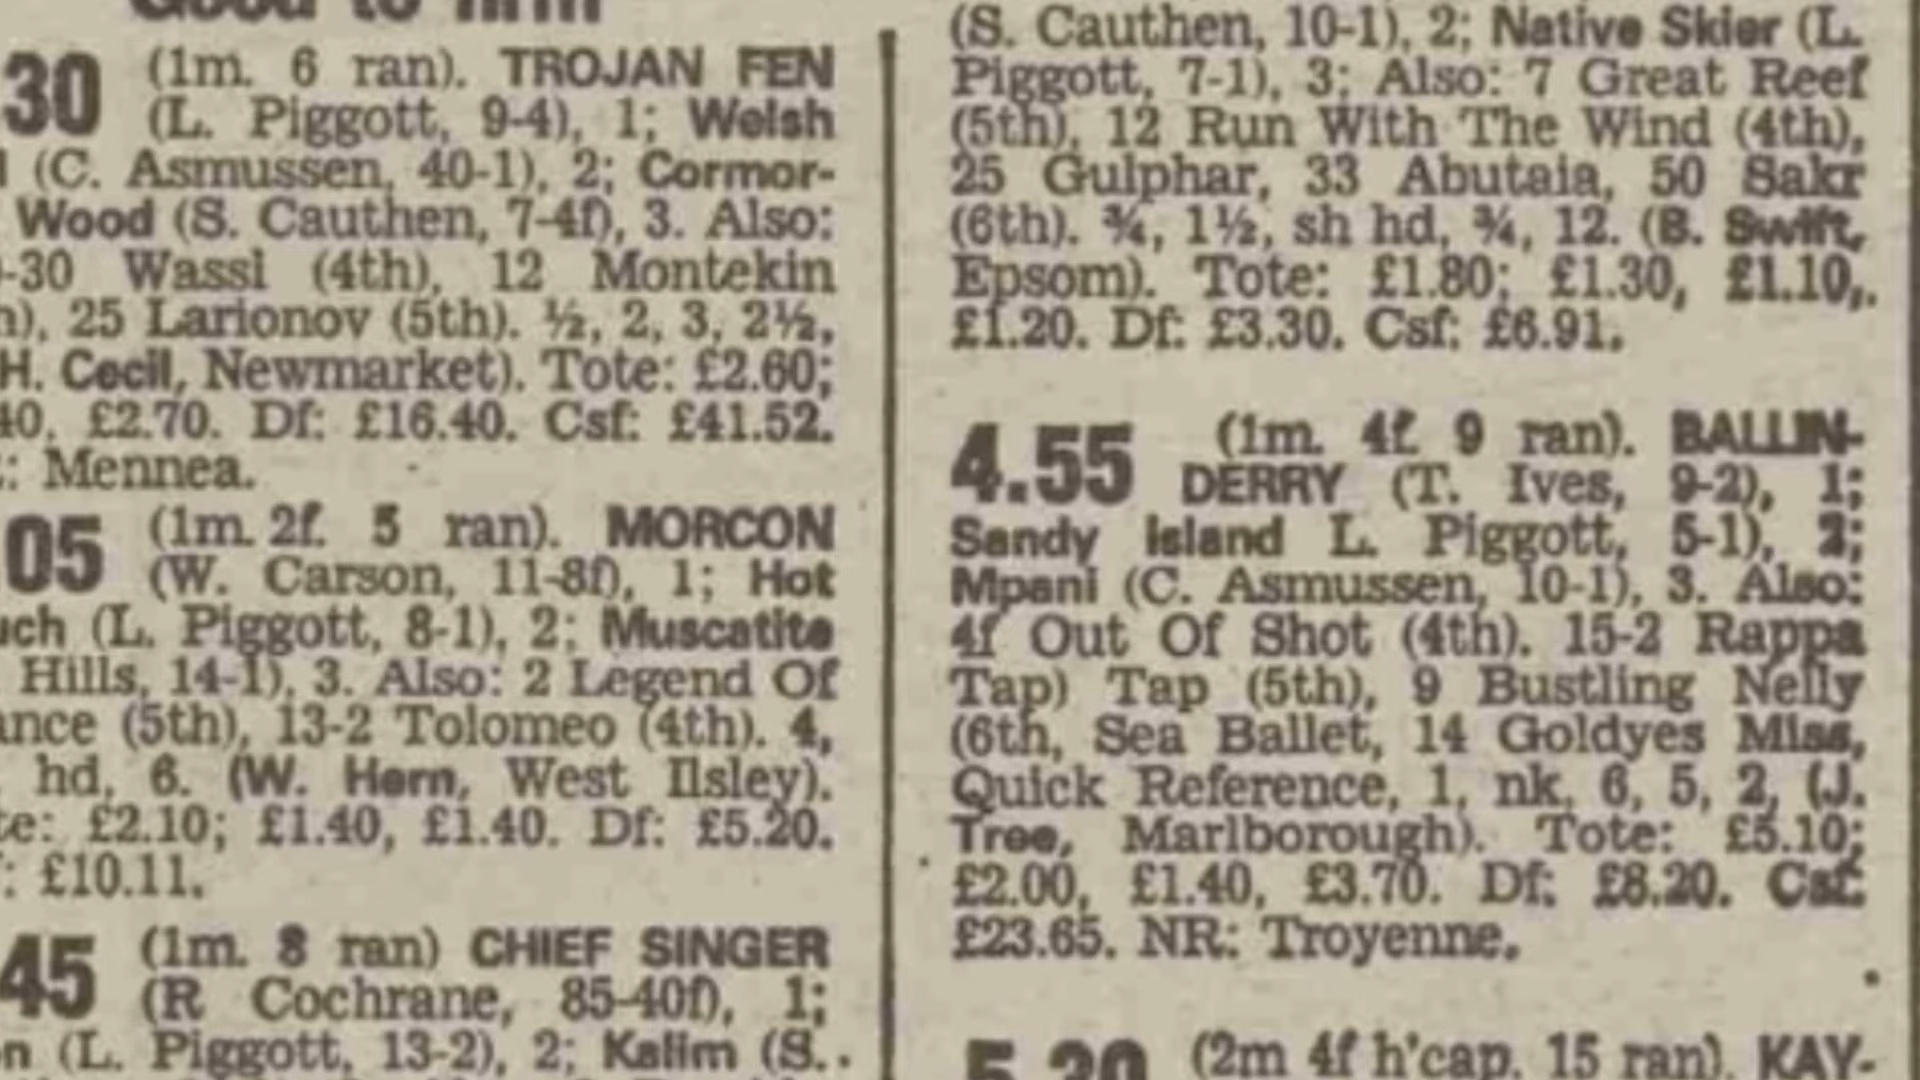 Good to firm
30 (1m. 6 ran). TROJAN FEN
(L. Piggott, 9-4), 1; Welsh
(C. Asmussen, 40-1), 2; Cormor-
Wood (S. Cauthen, 7-4f), 3. Also:
-30 Wassl (4th), 12 Montekin
25 Larionov (5th). ½, 2, 3, 2½,
H. Cecil, Newmarket). Tote: £2.60;
40, £2.70. Df: £16.40. Csf: £41.52.
: Mennea.
05 (1m. 2f. 5 ran). MORCON
(W. Carson, 11-8f), 1; Hot
uch (L. Piggott, 8-1), 2; Muscatite
Hills, 14-1), 3. Also: 2 Legend Of
ance (5th), 13-2 Tolomeo (4th). 4,
hd, 6. (W. Hern, West Ilsley).
te: £2.10; £1.40, £1.40. Df: £5.20.
: £10.11.
45 (1m. 8 ran) CHIEF SINGER
(R Cochrane, 85-40f), 1;
n (L. Piggott, 13-2), 2; Kalim (S.
(S. Cauthen, 10-1), 2; Native Skier (L.
Piggott, 7-1), 3; Also: 7 Great Reef
(5th), 12 Run With The Wind (4th),
25 Gulphar, 33 Abutaia, 50 Sakr
(6th). ¾, 1½, sh hd, ¾, 12. (B. Swift,
Epsom). Tote: £1.80; £1.30, £1.10,
£1.20. Df: £3.30. Csf: £6.91.
4.55 (1m. 4f. 9 ran). BALLIN-
DERRY (T. Ives, 9-2), 1;
Sandy Island L. Piggott, 5-1), 2;
Mpani (C. Asmussen, 10-1), 3. Also:
4f Out Of Shot (4th). 15-2 Rappa
Tap) Tap (5th), 9 Bustling Nelly
(6th, Sea Ballet, 14 Goldyes Miss,
Quick Reference, 1, nk, 6, 5, 2, (J.
Tree, Marlborough). Tote: £5.10;
£2.00, £1.40, £3.70. Df: £8.20. Csf:
£23.65. NR: Troyenne.
5.30 (2m 4f h'cap. 15 ran). KAY-